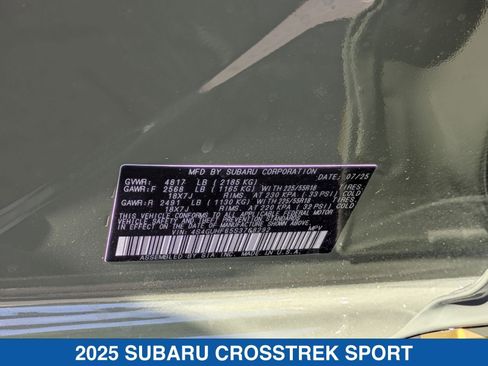 MFD. BY SUBARU CORPORATION
DATE: 07/25
GVWR: 4817 LB (2185 KG)
GAWR:F 2568 LB (1165 KG) WITH 225/55R18 TIRES,
18X7J RIMS, AT 230 KPA (33 PSI) COLD
GAWR:R 2491 LB (1130 KG) WITH 225/55R18 TIRES,
18X7J RIMS, AT 220 KPA (32 PSI) COLD
THIS VEHICLE CONFORMS TO ALL APPLICABLE FEDERAL MOTOR
VEHICLE SAFETY
THEFT PREVENTION STANDARDS IN EFFECT ON THE
DATE OF MANUFACTURE SHOWN ABOVE.
VIN: MPV
ASSEMBLED BY SIA INC. MADE IN U.S.A.
2025 SUBARU CROSSTREK SPORT